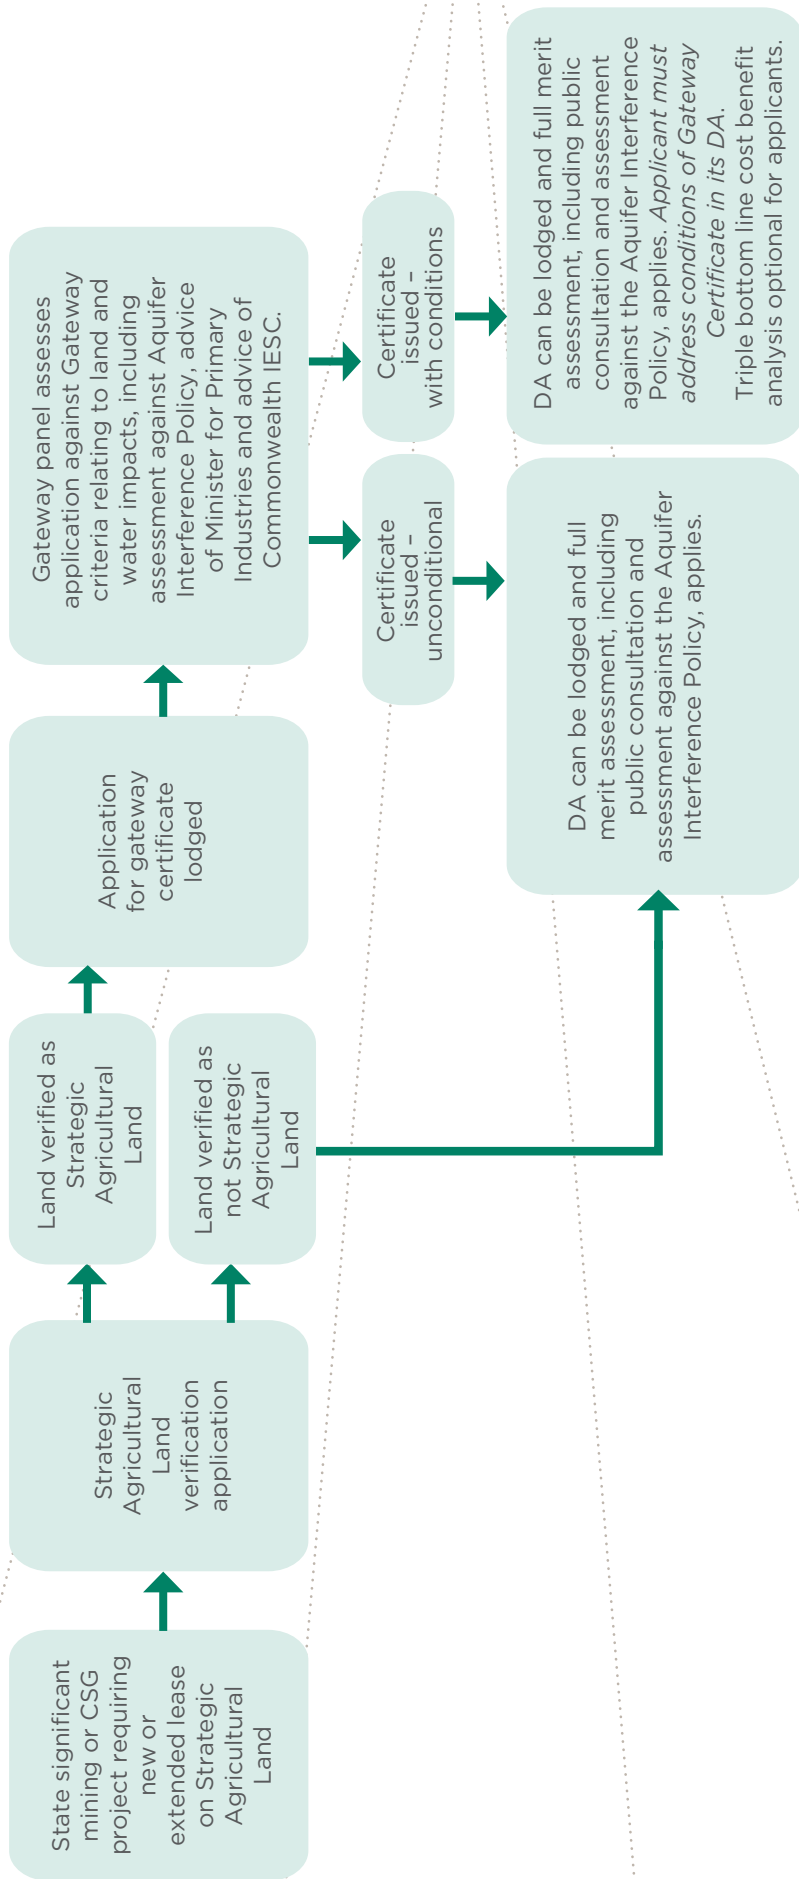 State significant
mining or CSG
project requiring
new or
extended lease
on Strategic
Agricultural
Land
Strategic
Agricultural
Land
verification
application
Land verified as
Strategic
Agricultural
Land
Land verified as
not Strategic
Agricultural
Land
Application
for gateway
certificate
lodged
Gateway panel assesses
application against Gateway
criteria relating to land and
water impacts, including
assessment against Aquifer
Interference Policy, advice
of Minister for Primary
Industries and advice of
Commonwealth IESC.
Certificate
issued –
unconditional
Certificate
issued –
with conditions
DA can be lodged and full
merit assessment, including
public consultation and
assessment against the Aquifer
Interference Policy, applies.
DA can be lodged and full merit
assessment, including public
consultation and assessment
against the Aquifer Interference
Policy, applies. Applicant must
address conditions of Gateway
Certificate in its DA.
Triple bottom line cost benefit
analysis optional for applicants.